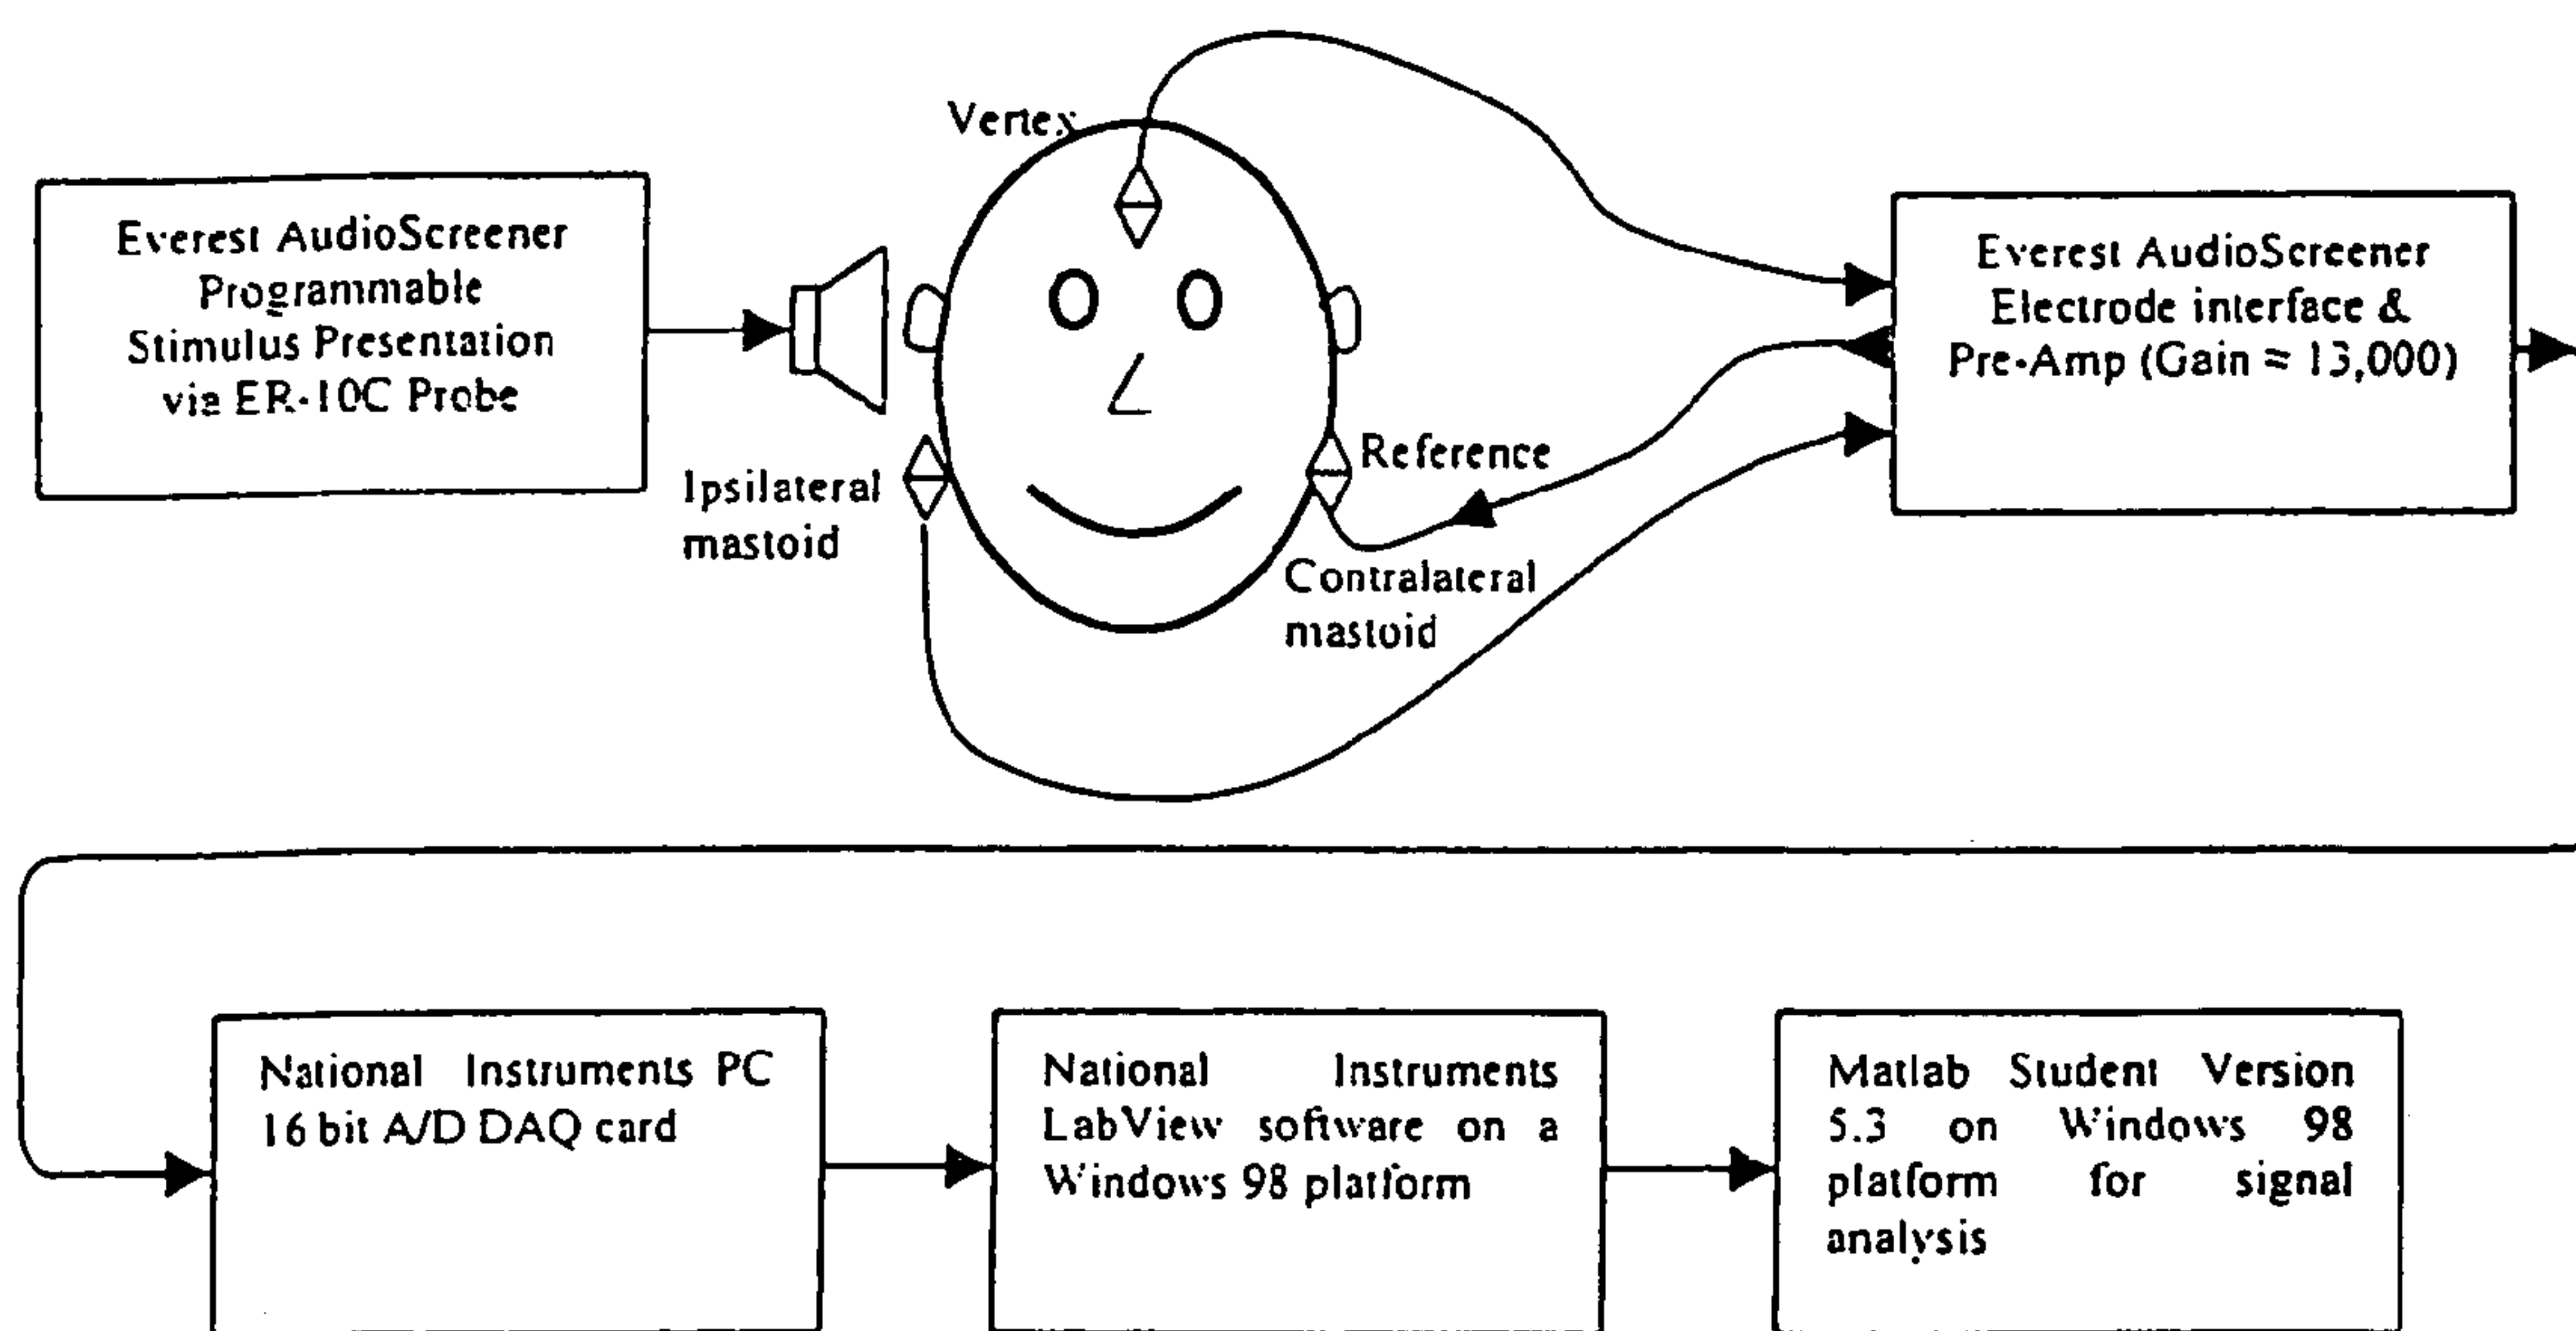 Vertex
Everest AudioScreener
Programmable
Stimulus Presentation
via ER-10C Probe
Everest AudioScreener
Electrode interface &
Pre-Amp (Gain ≈ 13,000)
Reference
Ipsilateral
mastoid
Contralateral
mastoid
National Instruments PC
16 bit A/D DAQ card
National Instruments
LabView software on a
Windows 98 platform
Matlab Student Version
5.3 on Windows 98
platform for signal
analysis